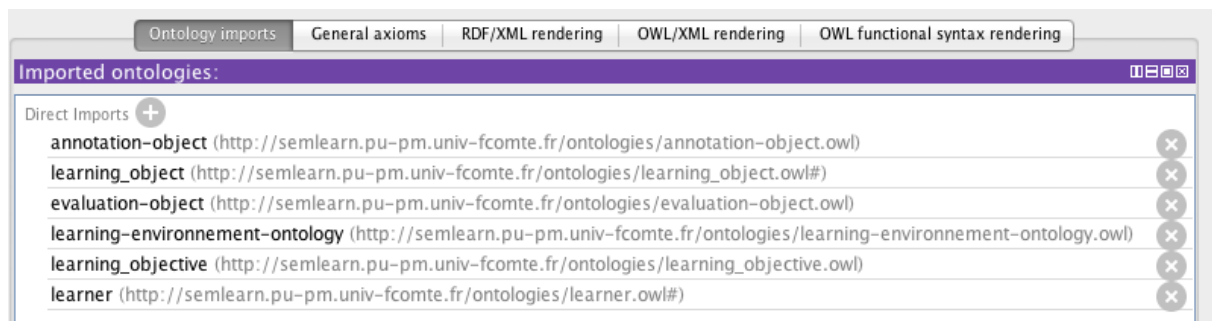 Ontology imports General axioms RDF/XML rendering OWL/XML rendering OWL functional syntax rendering
Imported ontologies:
Direct Imports
annotation-object (http://semlearn.pu-pm.univ-fcomte.fr/ontologies/annotation-object.owl)
learning_object (http://semlearn.pu-pm.univ-fcomte.fr/ontologies/learning_object.owl#)
evaluation-object (http://semlearn.pu-pm.univ-fcomte.fr/ontologies/evaluation-object.owl)
learning-environnement-ontology (http://semlearn.pu-pm.univ-fcomte.fr/ontologies/learning-environnement-ontology.owl)
learning_objective (http://semlearn.pu-pm.univ-fcomte.fr/ontologies/learning_objective.owl)
learner (http://semlearn.pu-pm.univ-fcomte.fr/ontologies/learner.owl#)